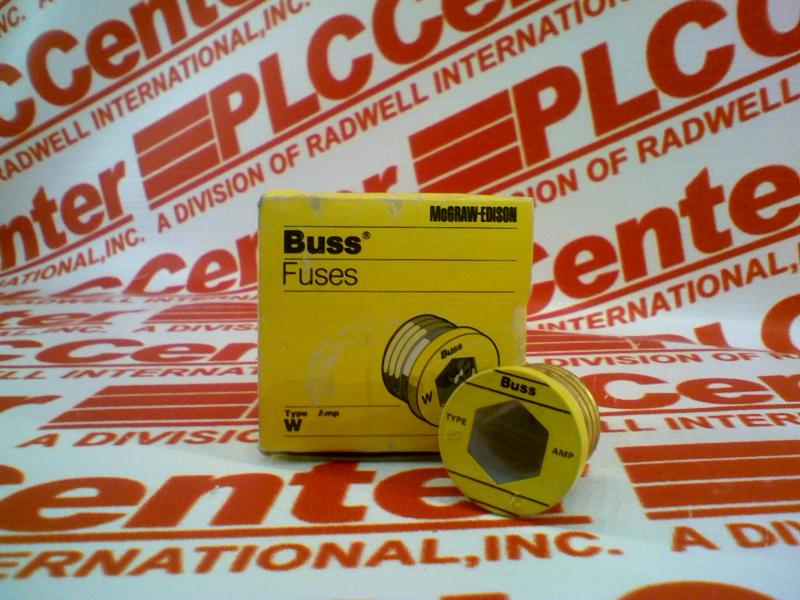 PLCCenter
A DIVISION OF RADWELL INTERNATIONAL, INC.
McGRAW-EDISON
Buss®
Fuses
Buss
W
Type Amp
W
Buss
TYPE
W
AMP